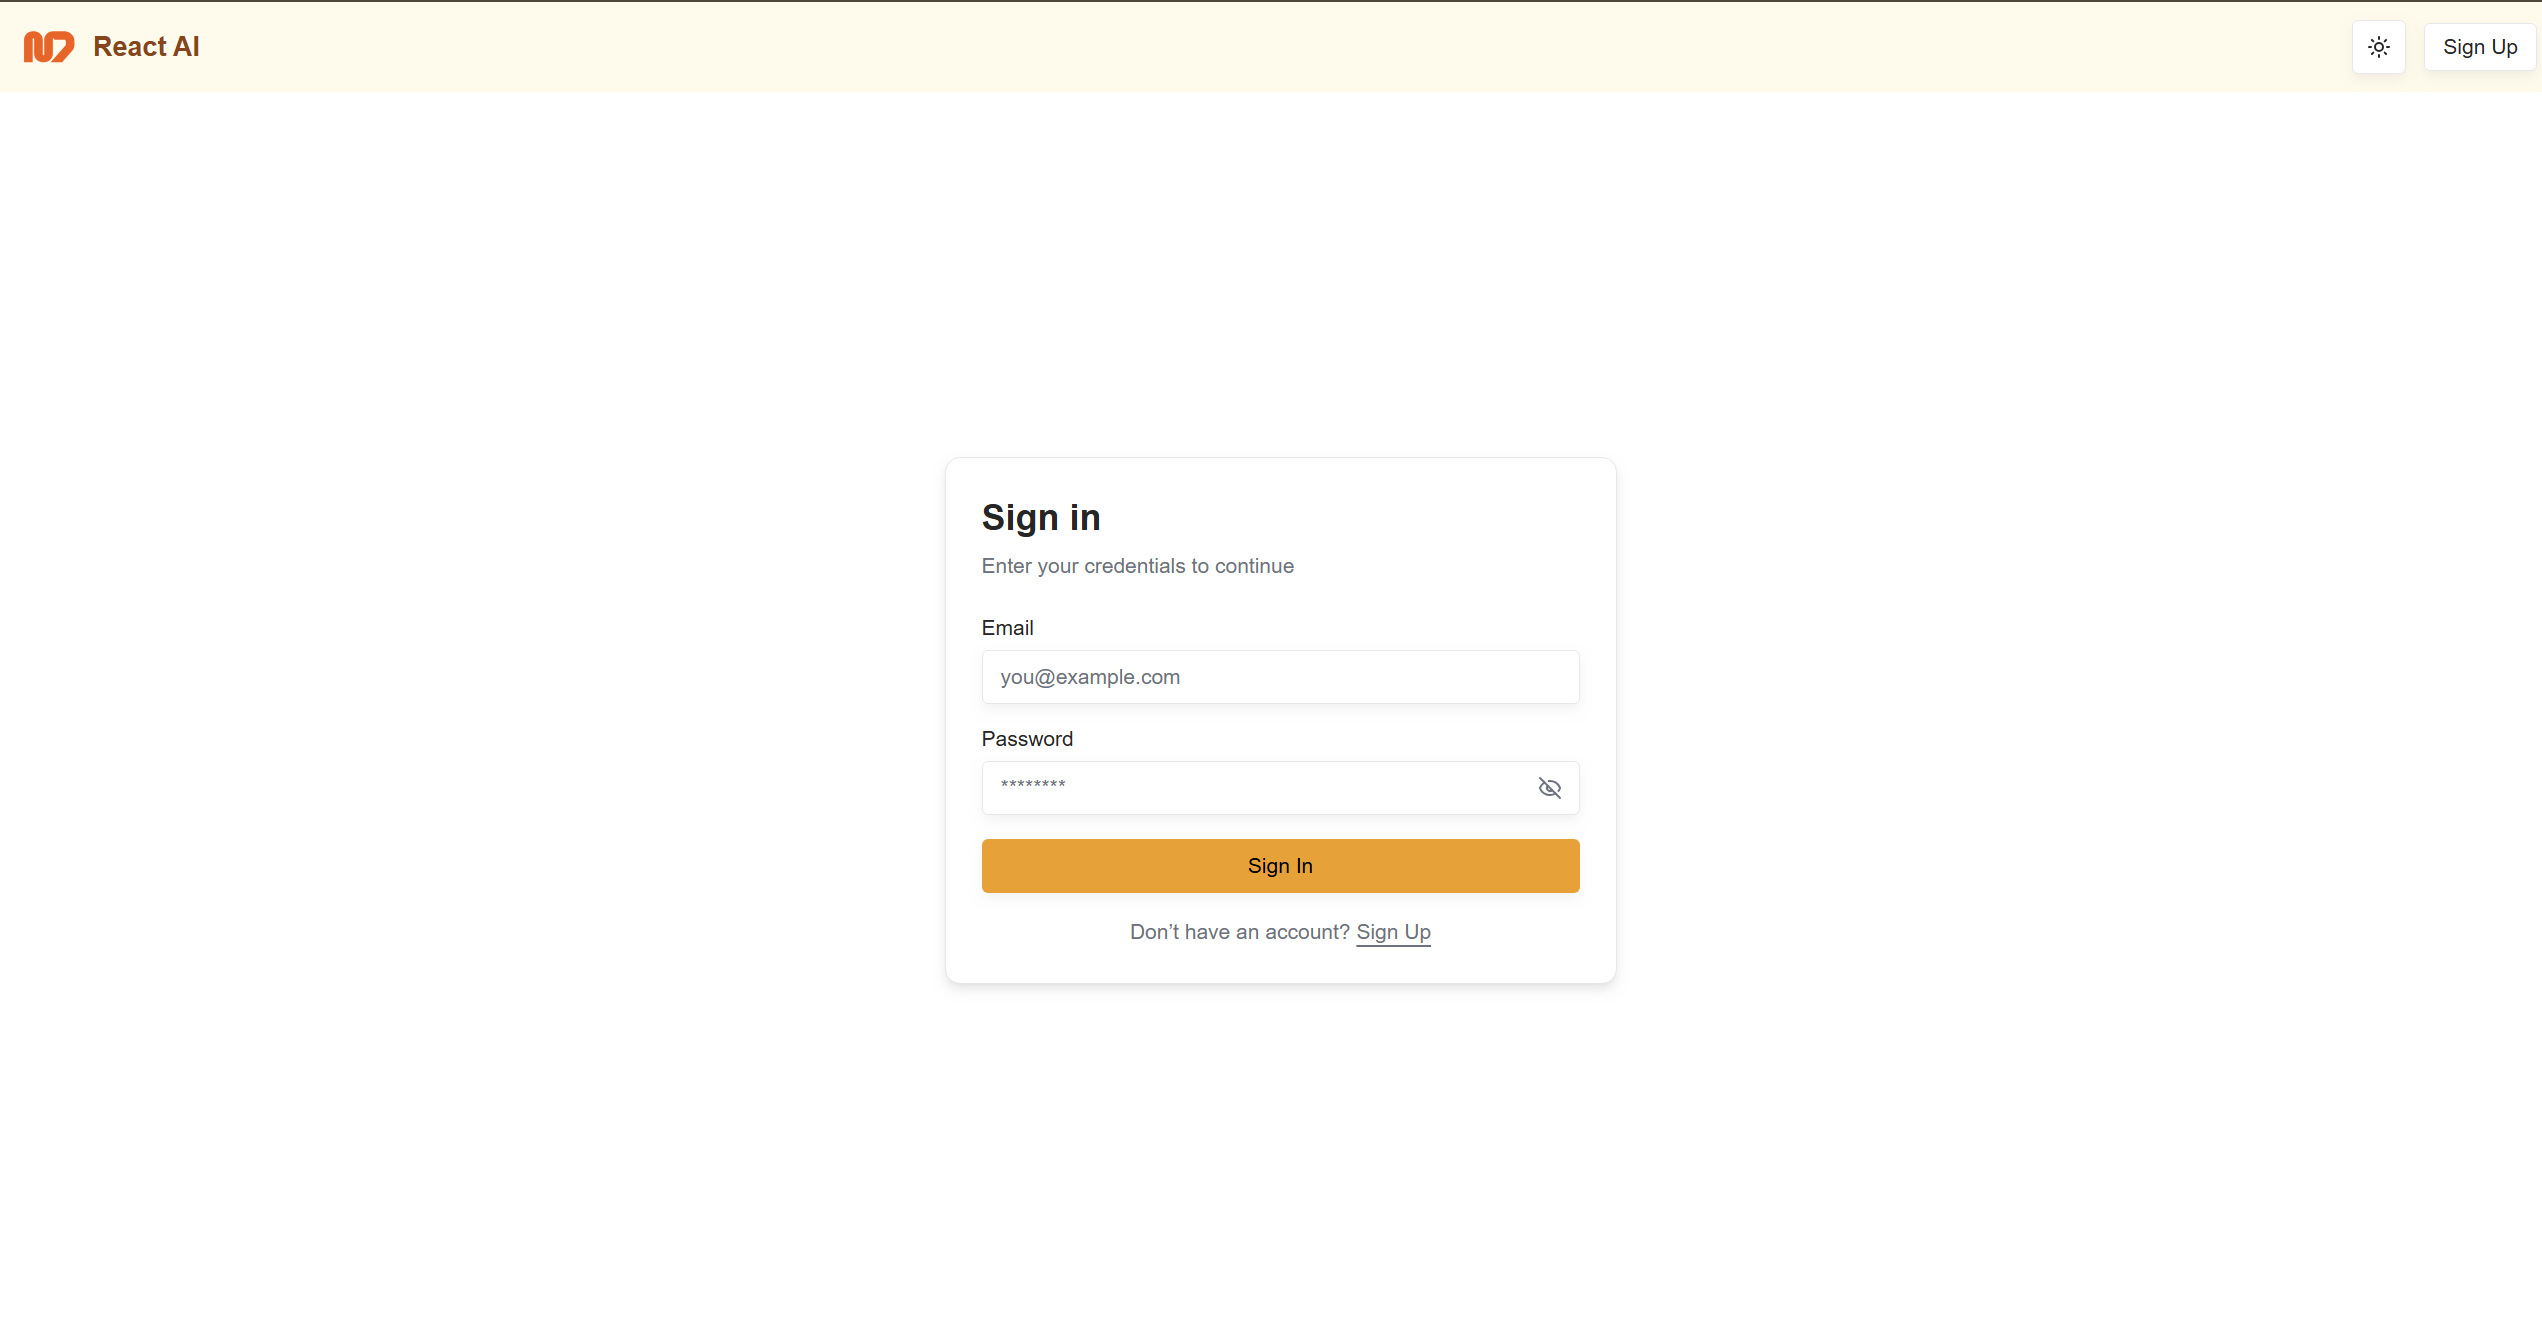 React AI
Sign Up
Sign in
Enter your credentials to continue
Email
you@example.com
Password
********
Sign In
Don’t have an account? Sign Up